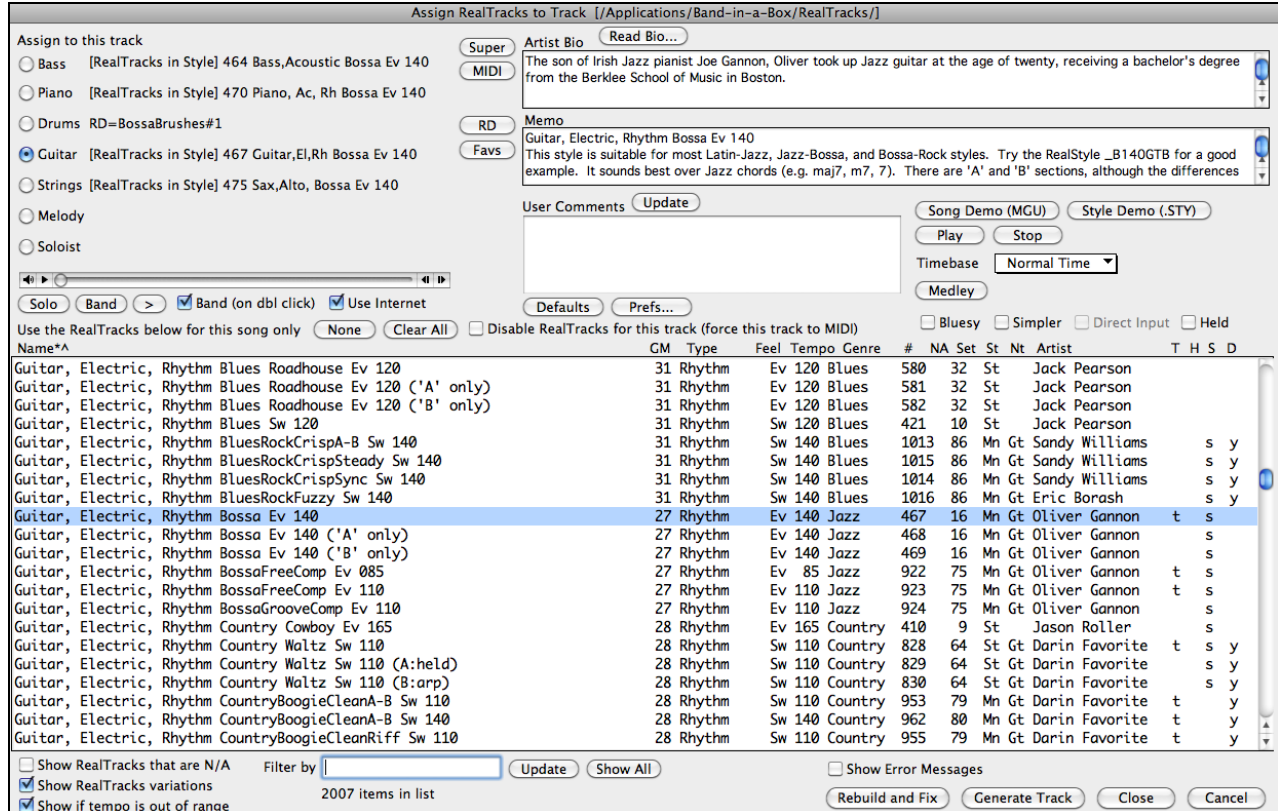 Assign RealTracks to Track [/Applications/Band-in-a-Box/RealTracks/]
Assign to this track
Bass [RealTracks in Style] 464 Bass,Acoustic Bossa Ev 140
Piano [RealTracks in Style] 470 Piano, Ac, Rh Bossa Ev 140
Drums RD=BossaBrushes#1
Guitar [RealTracks in Style] 467 Guitar,El,Rh Bossa Ev 140
Strings [RealTracks in Style] 475 Sax,Alto, Bossa Ev 140
Melody
Soloist
Super
MIDI
RD
Favs
Artist Bio Read Bio...
The son of Irish Jazz pianist Joe Gannon, Oliver took up Jazz guitar at the age of twenty, receiving a bachelor's degree
from the Berklee School of Music in Boston.
Memo
Guitar, Electric, Rhythm Bossa Ev 140
This style is suitable for most Latin-Jazz, Jazz-Bossa, and Bossa-Rock styles. Try the RealStyle _B140GTB for a good
example. It sounds best over Jazz chords (e.g. maj7, m7, 7). There are 'A' and 'B' sections, although the differences
User Comments Update
Song Demo (MGU) Style Demo (.STY)
Play Stop
Timebase Normal Time
Medley
Solo Band > Band (on dbl click) Use Internet
Defaults Prefs...
Bluesy Simpler Direct Input Held
Use the RealTracks below for this song only None Clear All Disable RealTracks for this track (force this track to MIDI)
Name*^ GM Type Feel Tempo Genre # NA Set St Nt Artist T H S D
Guitar, Electric, Rhythm Blues Roadhouse Ev 120 31 Rhythm Ev 120 Blues 580 32 St Jack Pearson
Guitar, Electric, Rhythm Blues Roadhouse Ev 120 ('A' only) 31 Rhythm Ev 120 Blues 581 32 St Jack Pearson
Guitar, Electric, Rhythm Blues Roadhouse Ev 120 ('B' only) 31 Rhythm Ev 120 Blues 582 32 St Jack Pearson
Guitar, Electric, Rhythm Blues Sw 120 31 Rhythm Sw 120 Blues 421 10 St Jack Pearson
Guitar, Electric, Rhythm BluesRockCrispA-B Sw 140 31 Rhythm Sw 140 Blues 1013 86 Mn Gt Sandy Williams s y
Guitar, Electric, Rhythm BluesRockCrispSteady Sw 140 31 Rhythm Sw 140 Blues 1015 86 Mn Gt Sandy Williams s y
Guitar, Electric, Rhythm BluesRockCrispSync Sw 140 31 Rhythm Sw 140 Blues 1014 86 Mn Gt Sandy Williams s y
Guitar, Electric, Rhythm BluesRockFuzzy Sw 140 31 Rhythm Sw 140 Blues 1016 86 Mn Gt Eric Borash s y
Guitar, Electric, Rhythm Bossa Ev 140 27 Rhythm Ev 140 Jazz 467 16 Mn Gt Oliver Gannon t s
Guitar, Electric, Rhythm Bossa Ev 140 ('A' only) 27 Rhythm Ev 140 Jazz 468 16 Mn Gt Oliver Gannon s
Guitar, Electric, Rhythm Bossa Ev 140 ('B' only) 27 Rhythm Ev 140 Jazz 469 16 Mn Gt Oliver Gannon s
Guitar, Electric, Rhythm BossaFreeComp Ev 085 27 Rhythm Ev 85 Jazz 922 75 Mn Gt Oliver Gannon t s
Guitar, Electric, Rhythm BossaFreeComp Ev 110 27 Rhythm Ev 110 Jazz 923 75 Mn Gt Oliver Gannon t s
Guitar, Electric, Rhythm BossaGrooveComp Ev 110 27 Rhythm Ev 110 Jazz 924 75 Mn Gt Oliver Gannon s
Guitar, Electric, Rhythm Country Cowboy Ev 165 28 Rhythm Ev 165 Country 410 9 St Jason Roller s
Guitar, Electric, Rhythm Country Waltz Sw 110 28 Rhythm Sw 110 Country 828 64 St Gt Darin Favorite t s y
Guitar, Electric, Rhythm Country Waltz Sw 110 (A:held) 28 Rhythm Sw 110 Country 829 64 St Gt Darin Favorite s y
Guitar, Electric, Rhythm Country Waltz Sw 110 (B:arp) 28 Rhythm Sw 110 Country 830 64 St Gt Darin Favorite s y
Guitar, Electric, Rhythm CountryBoogieCleanA-B Sw 110 28 Rhythm Sw 110 Country 953 79 Mn Gt Darin Favorite t y
Guitar, Electric, Rhythm CountryBoogieCleanA-B Sw 140 28 Rhythm Sw 140 Country 962 80 Mn Gt Darin Favorite t y
Guitar, Electric, Rhythm CountryBoogieCleanRiff Sw 110 28 Rhythm Sw 110 Country 955 79 Mn Gt Darin Favorite t y
Show RealTracks that are N/A Filter by Update Show All Show Error Messages
Show RealTracks variations
2007 items in list
Show if tempo is out of range
Rebuild and Fix Generate Track Close Cancel